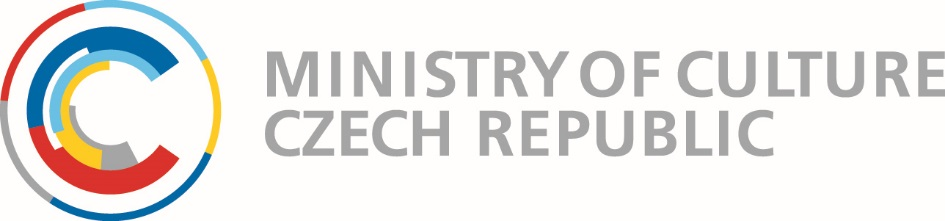 MINISTRY OF CULTURE
CZECH REPUBLIC